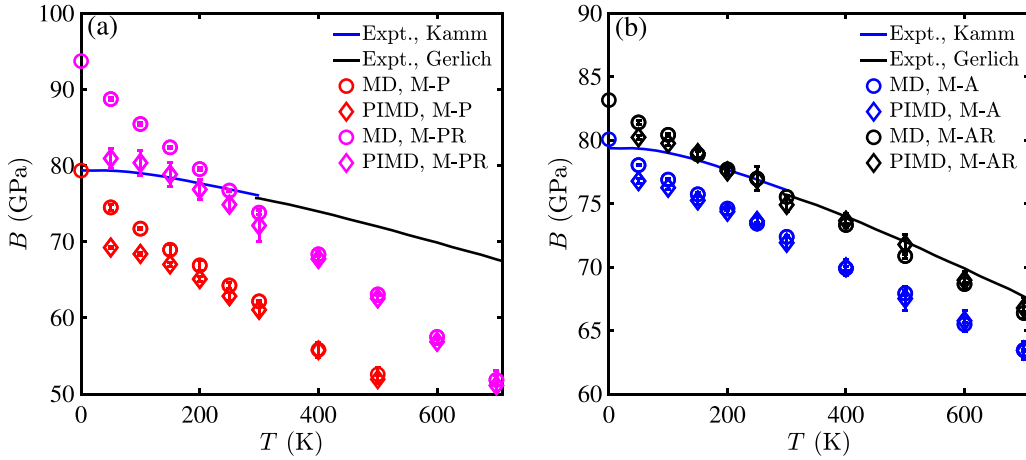 (a)
Expt., Kamm
Expt., Gerlich
MD, M-P
PIMD, M-P
MD, M-PR
PIMD, M-PR
100
90
80
70
60
50
B (GPa)
0
200
400
600
T (K)
(b)
Expt., Kamm
Expt., Gerlich
MD, M-A
PIMD, M-A
MD, M-AR
PIMD, M-AR
90
85
80
75
70
65
60
B (GPa)
0
200
400
600
T (K)